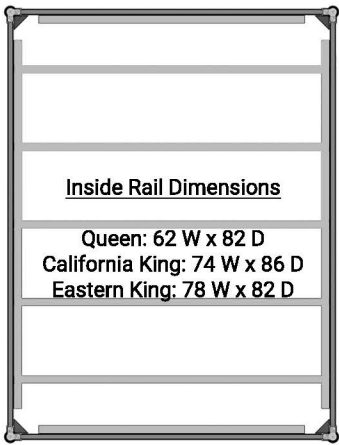 Inside Rail Dimensions
Queen: 62 W x 82 D
California King: 74 W x 86 D
Eastern King: 78 W x 82 D